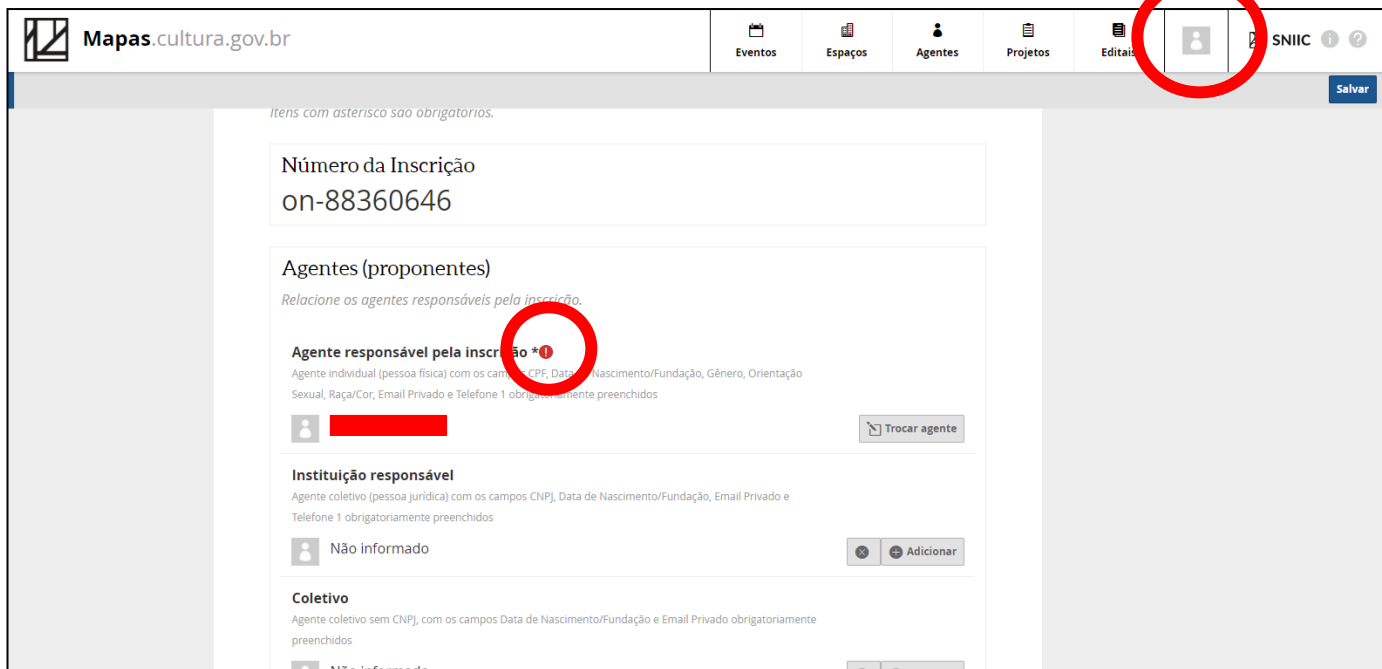 Mapas.cultura.gov.br
Eventos
Espaços
Agentes
Projetos
Editais
SNIIC
Salvar
Itens com asterisco são obrigatórios.
Número da Inscrição
on-88360646
Agentes (proponentes)
Relacione os agentes responsáveis pela inscrição.
Agente responsável pela inscrição *
Agente individual (pessoa física) com os campos CPF, Data de Nascimento/Fundação, Gênero, Orientação
Sexual, Raça/Cor, Email Privado e Telefone 1 obrigatoriamente preenchidos
Trocar agente
Instituição responsável
Agente coletivo (pessoa jurídica) com os campos CNPJ, Data de Nascimento/Fundação, Email Privado e
Telefone 1 obrigatoriamente preenchidos
Não informado
Adicionar
Coletivo
Agente coletivo sem CNPJ, com os campos Data de Nascimento/Fundação e Email Privado obrigatoriamente
preenchidos
Não informado